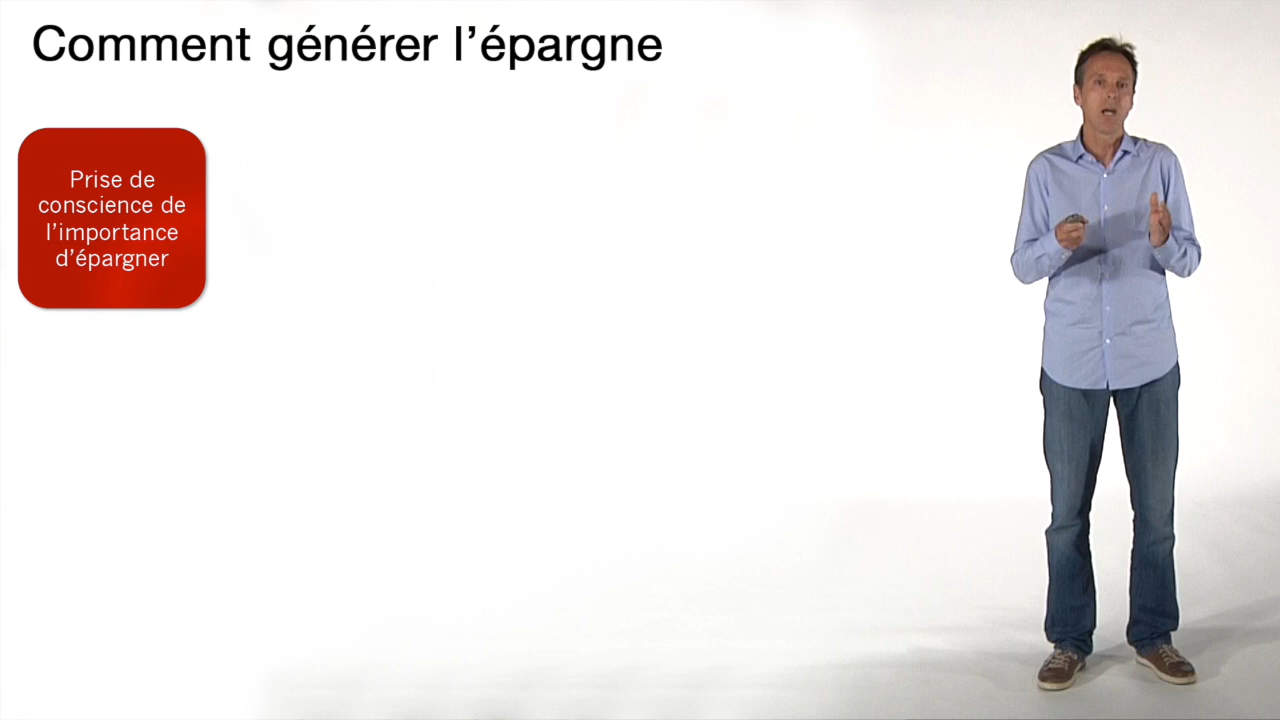 Comment générer l’épargne
Prise de
conscience de
l’importance
d’épargner